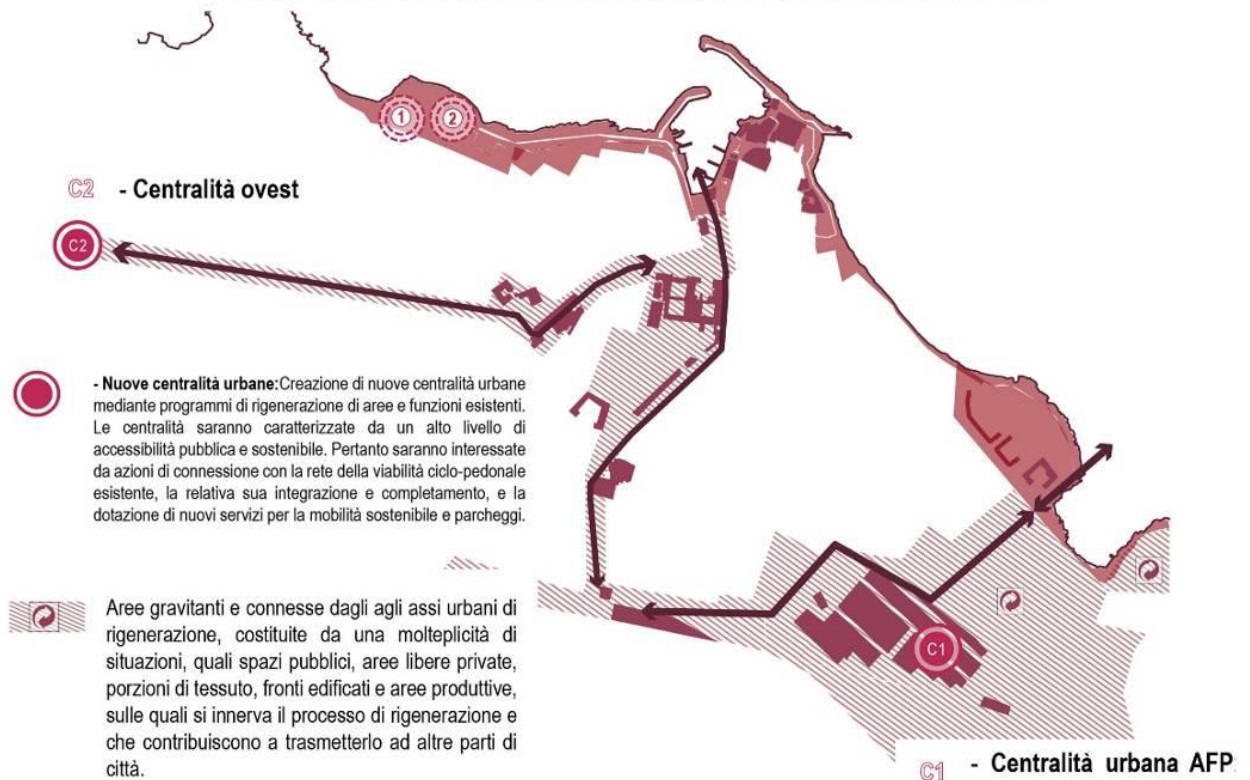 1
2
C2 - Centralità ovest
C2
- Nuove centralità urbane:Creazione di nuove centralità urbane
mediante programmi di rigenerazione di aree e funzioni esistenti.
Le centralità saranno caratterizzate da un alto livello di
accessibilità pubblica e sostenibile. Pertanto saranno interessate
da azioni di connessione con la rete della viabilità ciclo-pedonale
esistente, la relativa sua integrazione e completamento, e la
dotazione di nuovi servizi per la mobilità sostenibile e parcheggi.
Aree gravitanti e connesse dagli agli assi urbani di
rigenerazione, costituite da una molteplicità di
situazioni, quali spazi pubblici, aree libere private,
porzioni di tessuto, fronti edificati e aree produttive,
sulle quali si innerva il processo di rigenerazione e
che contribuiscono a trasmetterlo ad altre parti di
città.
C1
C1 - Centralità urbana AFP